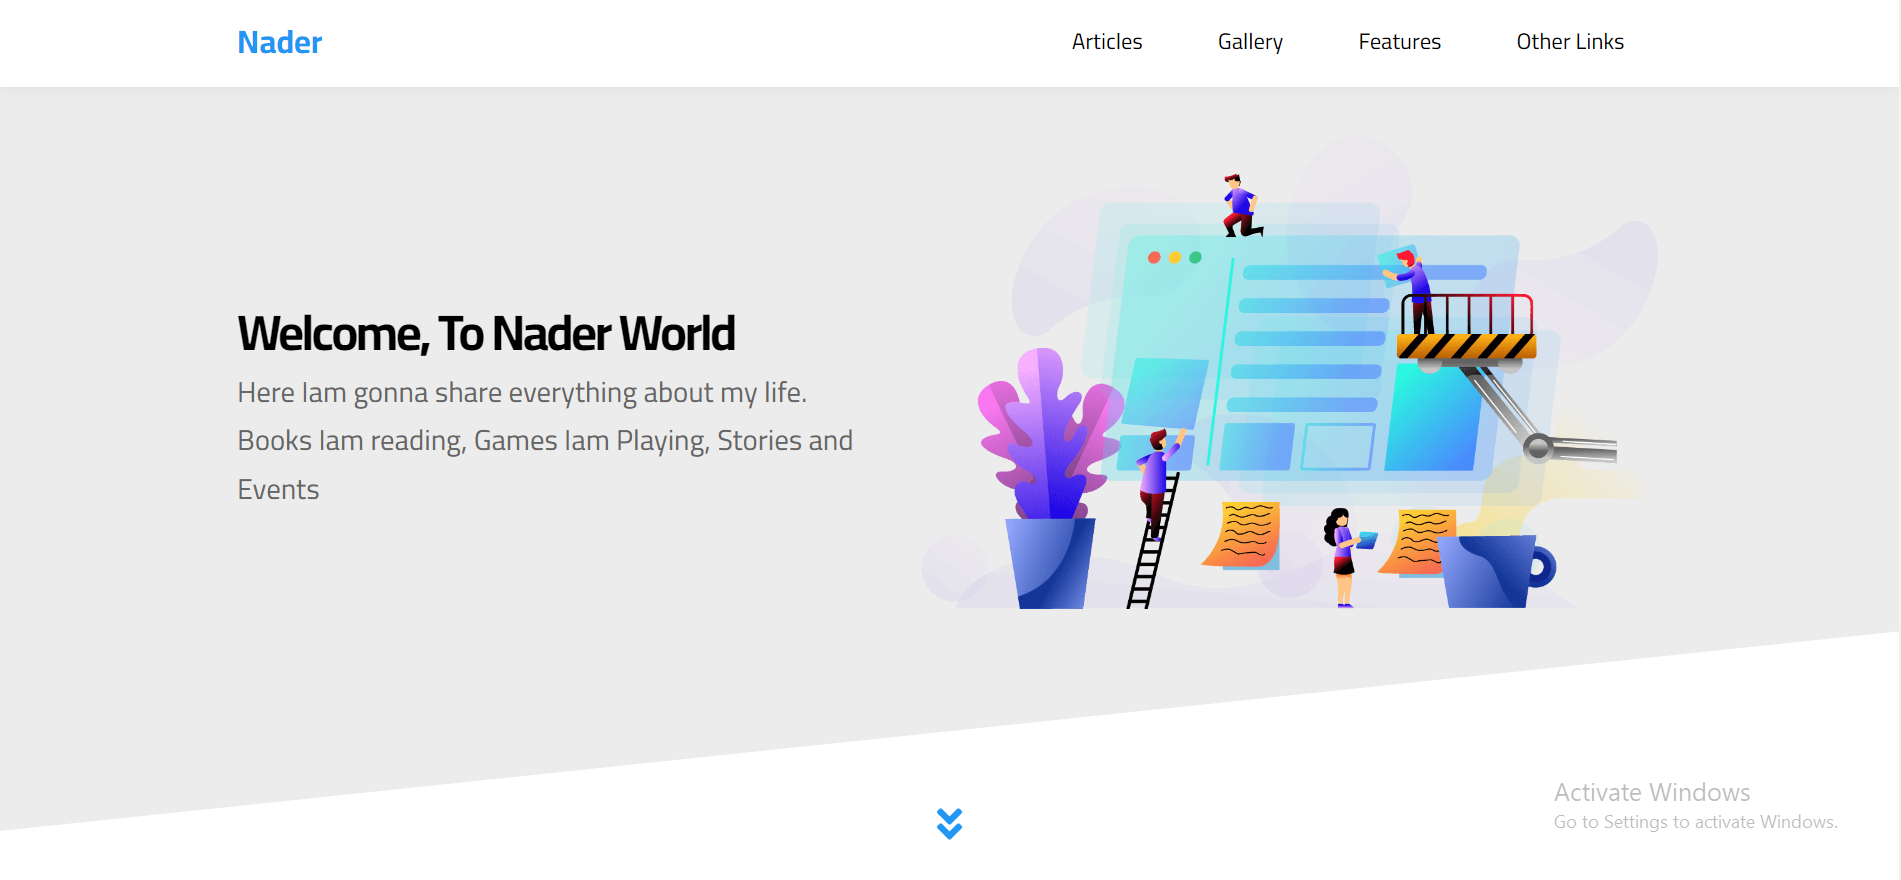 Nader
Articles
Gallery
Features
Other Links
Welcome, To Nader World
Here Iam gonna share everything about my life.
Books Iam reading, Games Iam Playing, Stories and
Events
Activate Windows
Go to Settings to activate Windows.